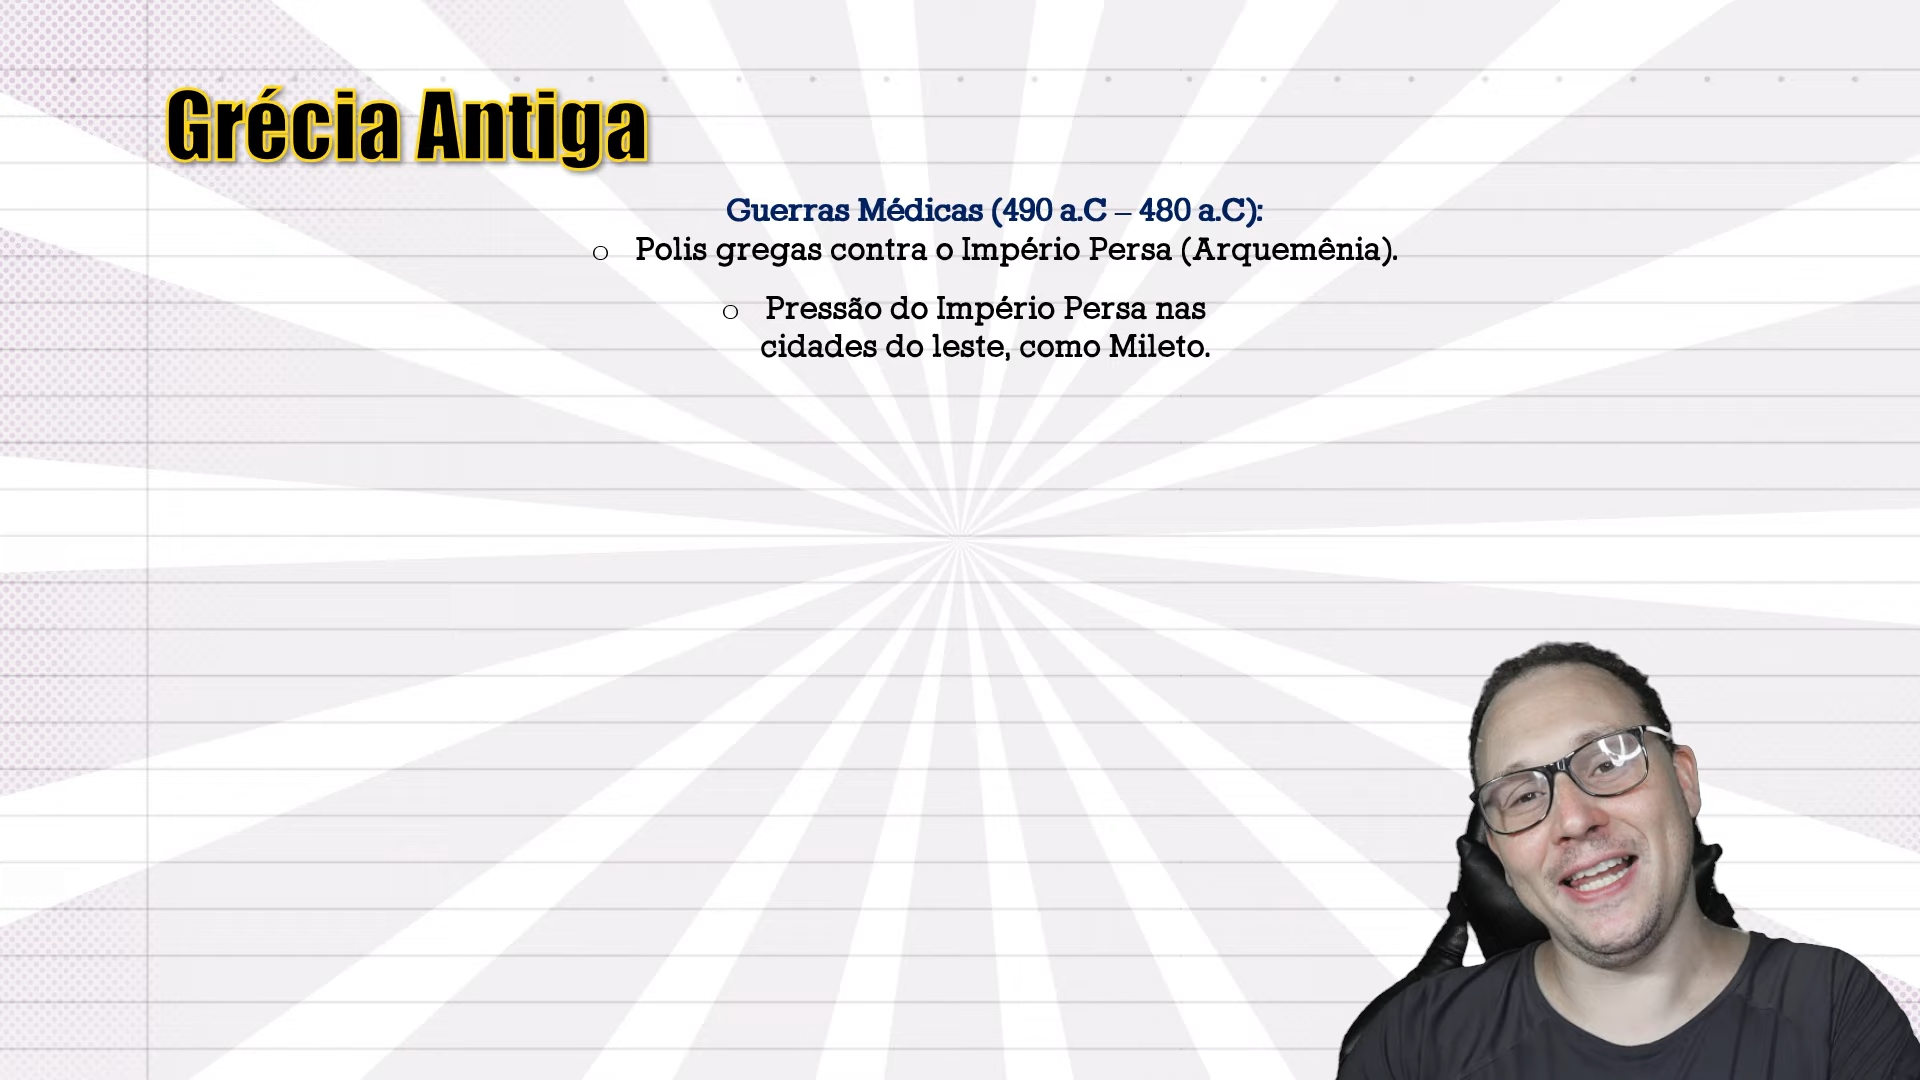 Grécia Antiga
Guerras Médicas (490 a.C – 480 a.C):
o Polis gregas contra o Império Persa (Arquemênia).
o Pressão do Império Persa nas
cidades do leste, como Mileto.